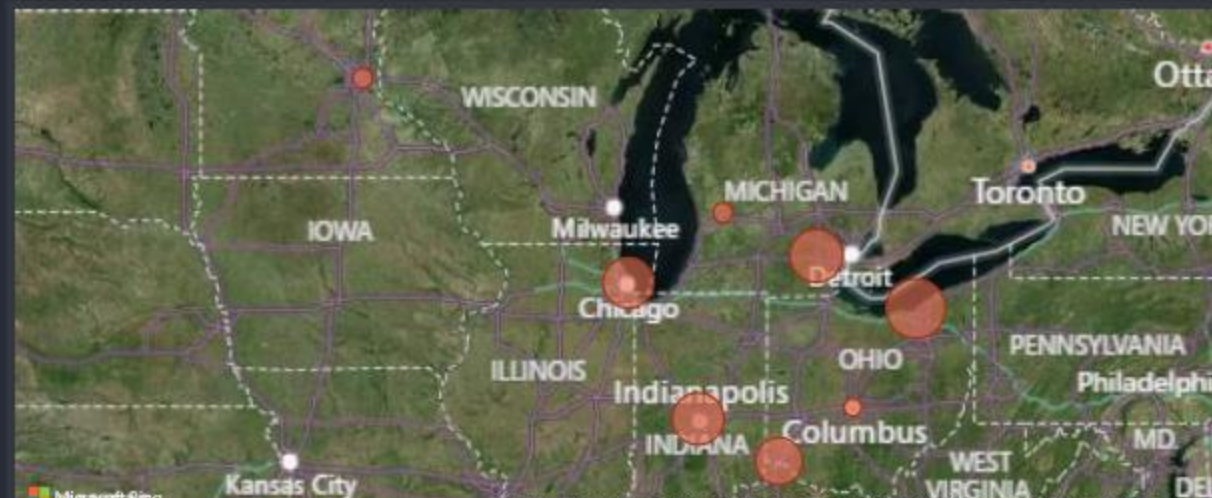 Otta
WISCONSIN
MICHIGAN
Toronto
IOWA
Milwaukee
NEW YOR
Detroit
Chicago
OHIO
PENNSYLVANIA
ILLINOIS
Philadelphi
Indianapolis
Columbus
INDIANA
MD.
WEST
VIRGINIA
Kansas City
DEL